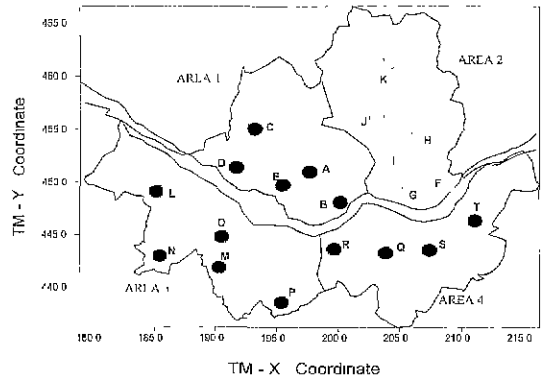 465.0
460.0
455.0
450.0
445.0
440.0
TM - Y Coordinate
AREA 1
AREA 2
K
J
C
H
D
A
E
I
F
L
G
B
T
O
R
Q
S
N
M
P
AREA
AREA 4
180.0 185.0 190.0 195.0 200.0 205.0 210.0 215.0
TM - X Coordinate